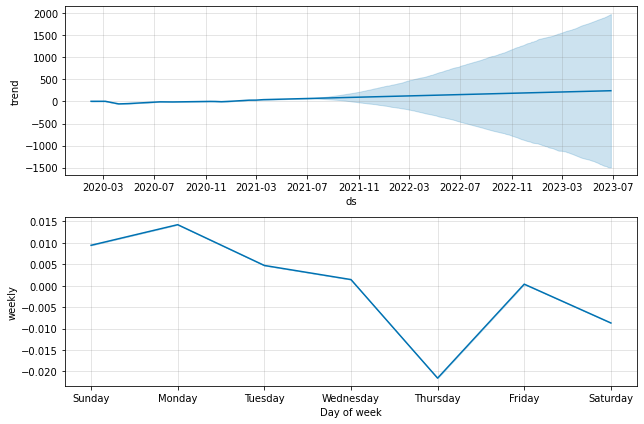 2000
1500
1000
500
0
−500
−1000
−1500
trend
2020-03 2020-07 2020-11 2021-03 2021-07 2021-11 2022-03 2022-07 2022-11 2023-03 2023-07
ds
0.015
0.010
0.005
0.000
−0.005
−0.010
−0.015
−0.020
weekly
Sunday Monday Tuesday Wednesday Thursday Friday Saturday
Day of week